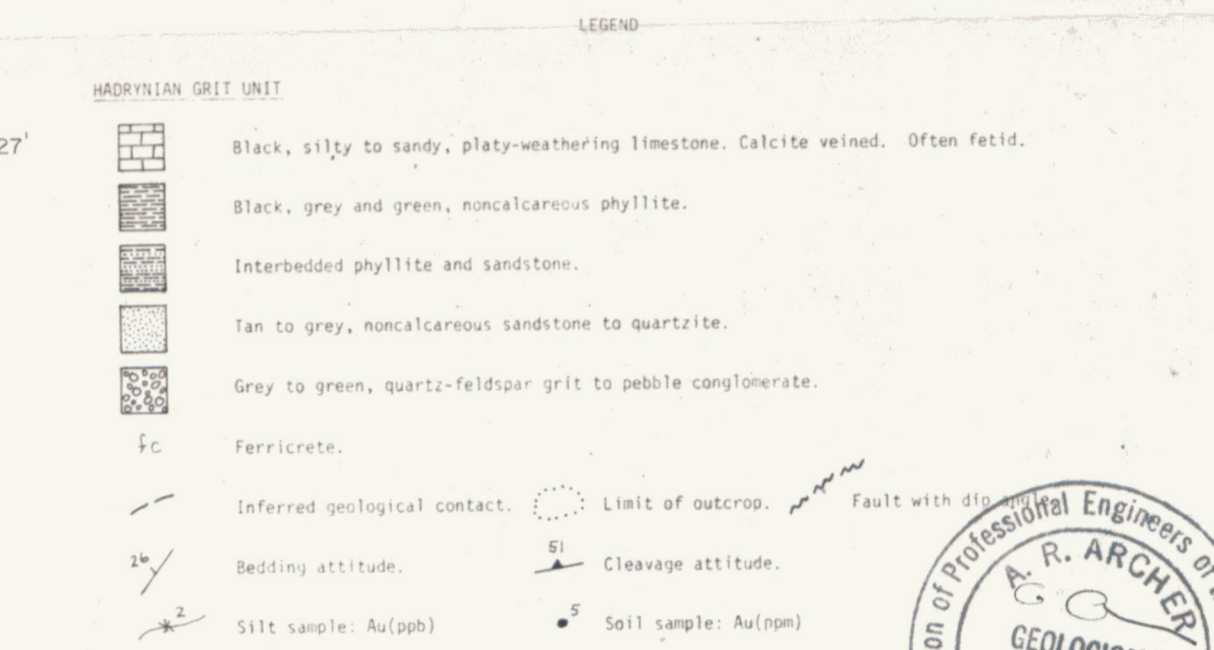 LEGEND
HADRYNIAN GRIT UNIT
27'
Black, silty to sandy, platy-weathering limestone. Calcite veined. Often fetid.
Black, grey and green, noncalcareous phyllite.
Interbedded phyllite and sandstone.
Tan to grey, noncalcareous sandstone to quartzite.
Grey to green, quartz-feldspar grit to pebble conglomerate.
fc Ferricrete.
Inferred geological contact. Limit of outcrop. Fault with dip angle
26 Bedding attitude. 51 Cleavage attitude.
2 Silt sample: Au(ppb) 5 Soil sample: Au(ppm)
on of Professional Engineers of
A. R. ARCHER